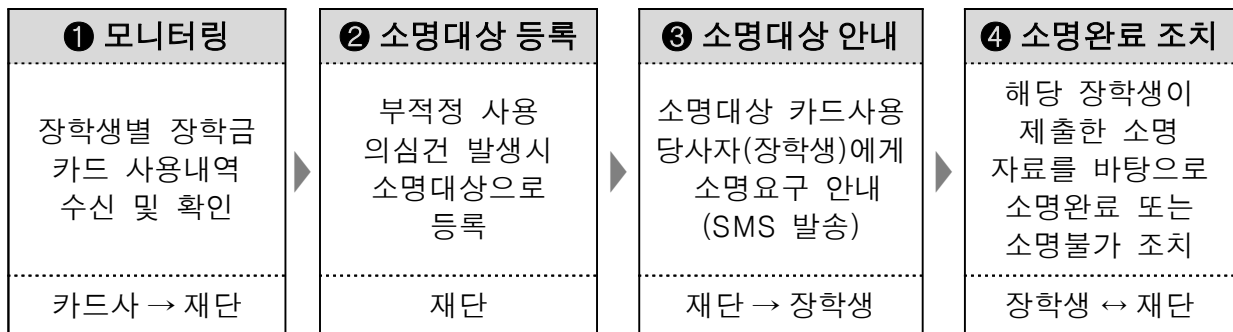 ❶ 모니터링
장학생별 장학금
카드 사용내역
수신 및 확인
카드사 → 재단
❷ 소명대상 등록
부적정 사용
의심건 발생시
소명대상으로
등록
재단
❸ 소명대상 안내
소명대상 카드사용
당사자(장학생)에게
소명요구 안내
(SMS 발송)
재단 → 장학생
❹ 소명완료 조치
해당 장학생이
제출한 소명
자료를 바탕으로
소명완료 또는
소명불가 조치
장학생 ↔ 재단